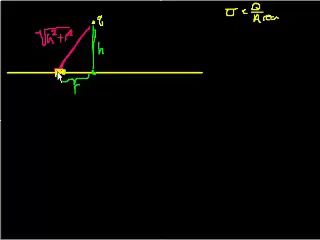 q
σ = Q/Area
√h²+r²
h
r